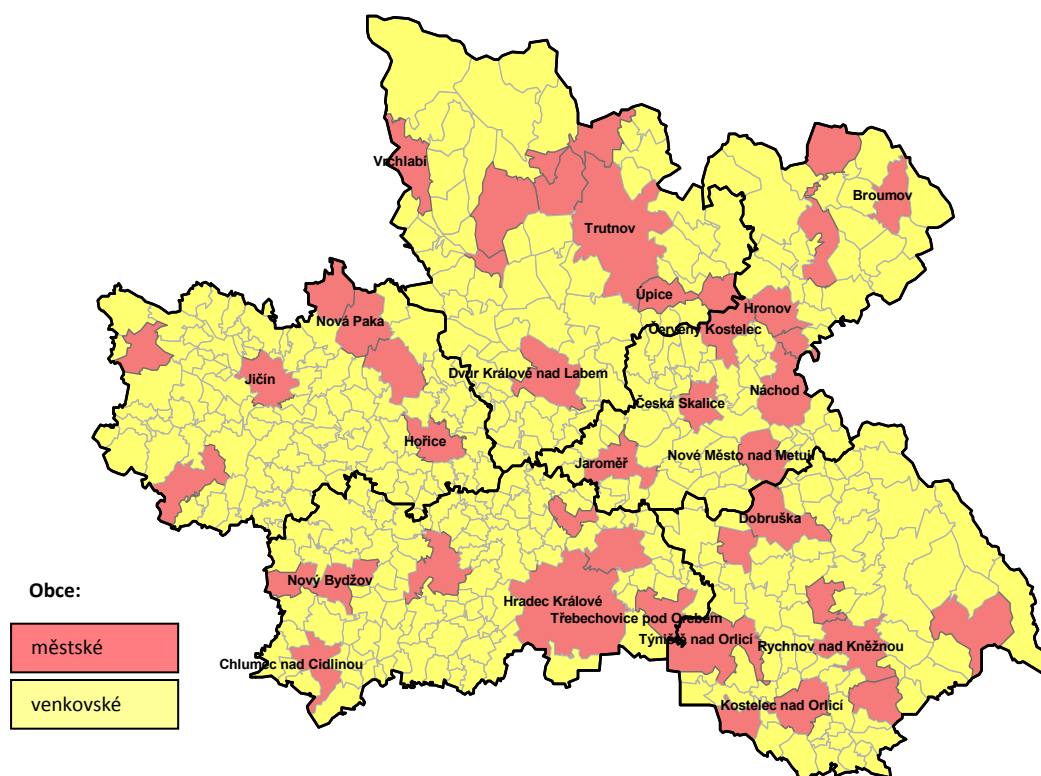 Vrchlabí
Broumov
Trutnov
Úpice
Hronov
Nová Paka
Červený Kostelec
Dvůr Králové nad Labem
Jičín
Česká Skalice
Náchod
Hořice
Nové Město nad Metují
Jaroměř
Dobruška
Obce:
Nový Bydžov
Hradec Králové
Třebechovice pod Orebem
Týniště nad Orlicí
Rychnov nad Kněžnou
městské
Chlumec nad Cidlinou
venkovské
Kostelec nad Orlicí